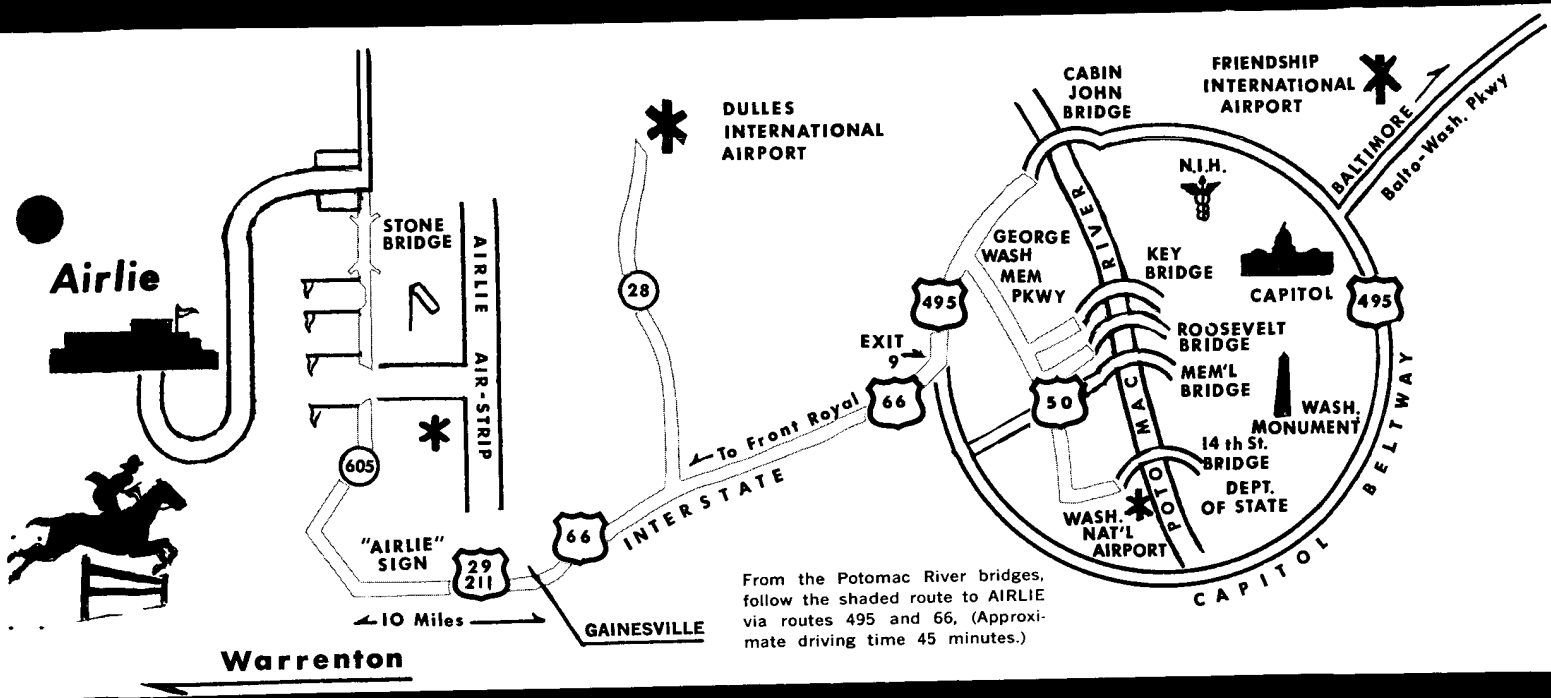 CABIN
JOHN
BRIDGE
FRIENDSHIP
INTERNATIONAL
AIRPORT
BALTIMORE
Balto-Wash. Pkwy
DULLES
INTERNATIONAL
AIRPORT
N.I.H.
STONE
BRIDGE
AIRLIE AIR-STRIP
Airlie
GEORGE
WASH
MEM
PKWY
POTOMAC RIVER
KEY
BRIDGE
CAPITOL
28
495
495
ROOSEVELT
BRIDGE
EXIT
9
MEM'L
BRIDGE
66
50
WASH.
MONUMENT
To Front Royal
14 th St.
BRIDGE
DEPT.
OF STATE
605
INTERSTATE
66
WASH.
NAT'L
AIRPORT
CAPITOL BELTWAY
"AIRLIE"
SIGN
29
211
10 Miles
GAINESVILLE
From the Potomac River bridges,
follow the shaded route to AIRLIE
via routes 495 and 66, (Approxi-
mate driving time 45 minutes.)
Warrenton